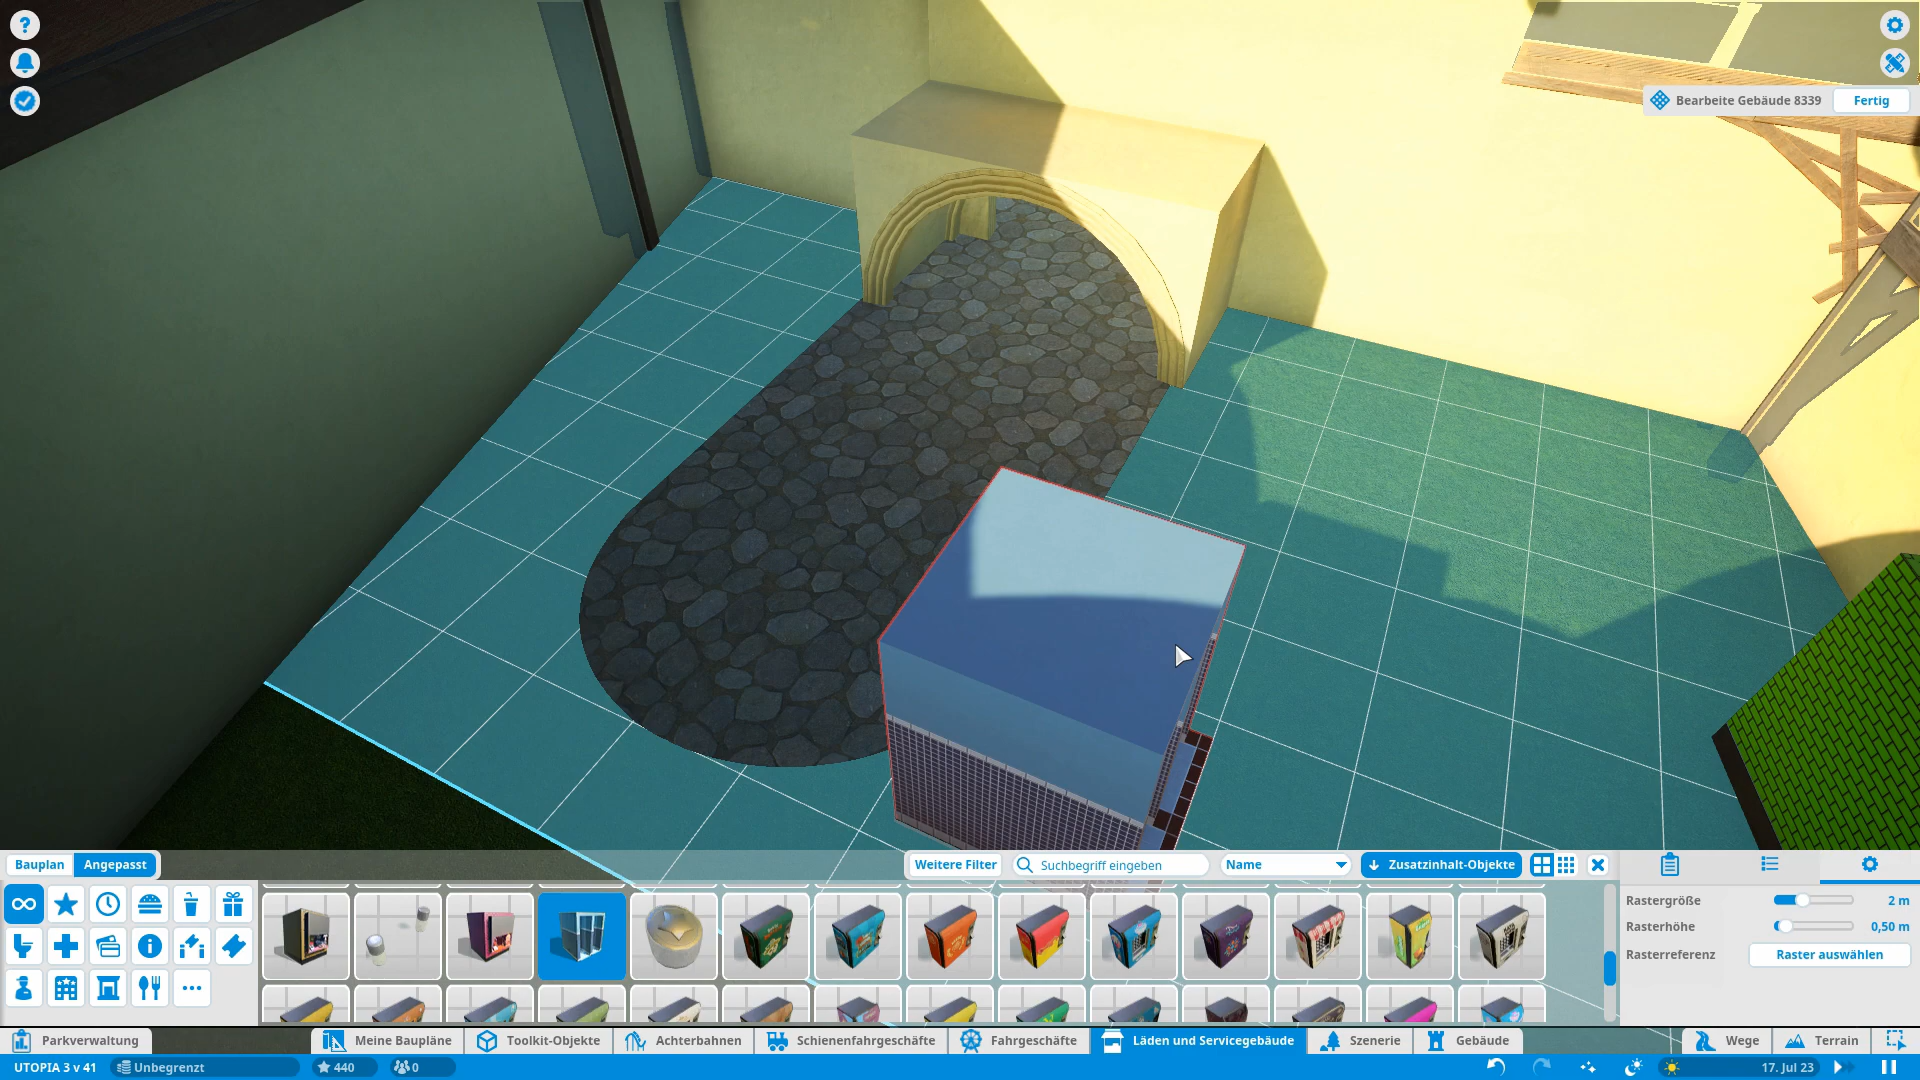 Bearbeite Gebäude 8339
Fertig
Bauplan
Angepasst
Weitere Filter
Suchbegriff eingeben
Name
Zusatzinhalt-Objekte
Rastergröße
2 m
Rasterhöhe
0,50 m
Rasterreferenz
Raster auswählen
Parkverwaltung
Meine Baupläne
Toolkit-Objekte
Achterbahnen
Schienenfahrgeschäfte
Fahrgeschäfte
Läden und Servicegebäude
Szenerie
Gebäude
Wege
Terrain
UTOPIA 3 v 41
Unbegrenzt
440
0
17. Jul 23